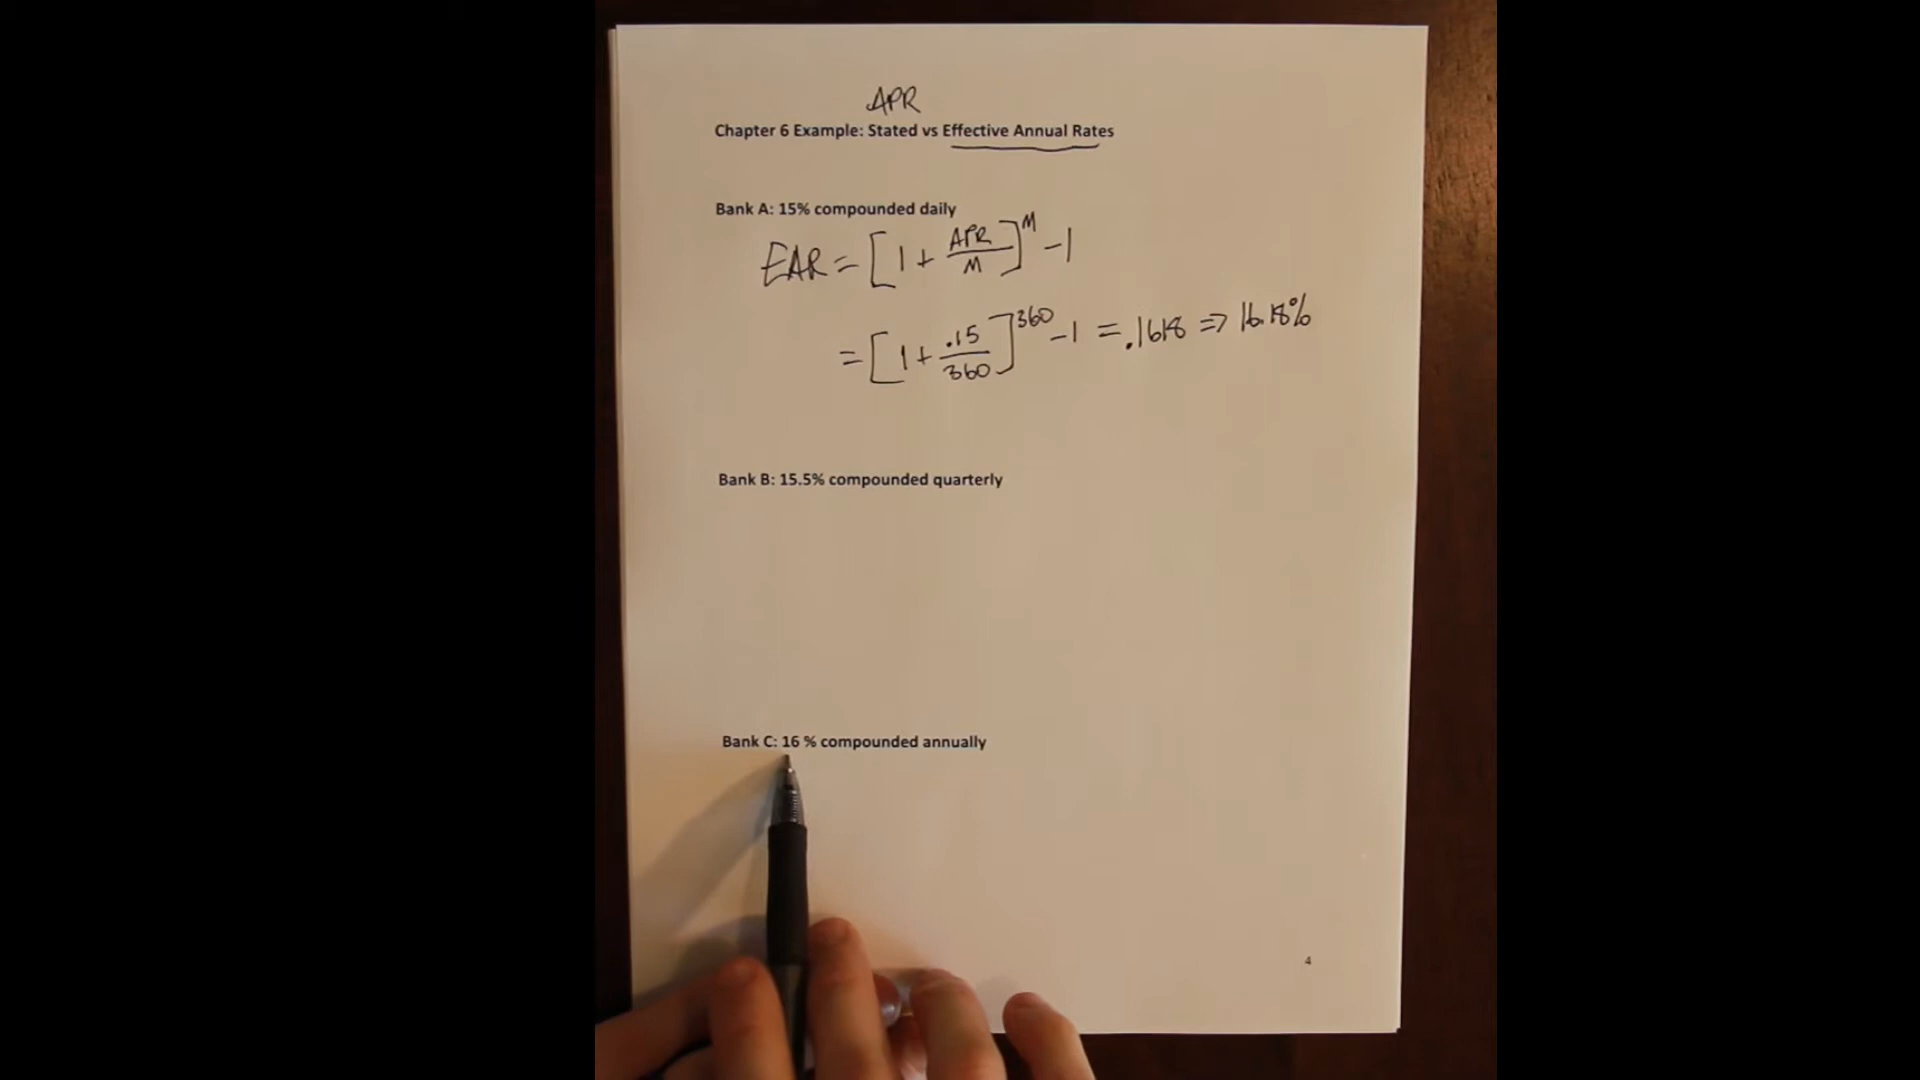 APR
Chapter 6 Example: Stated vs Effective Annual Rates
Bank A: 15% compounded daily
EAR = [1 + APR/M]^M - 1
= [1 + .15/360]^360 - 1 = .1618 ⇒ 16.18%
Bank B: 15.5% compounded quarterly
Bank C: 16 % compounded annually
4